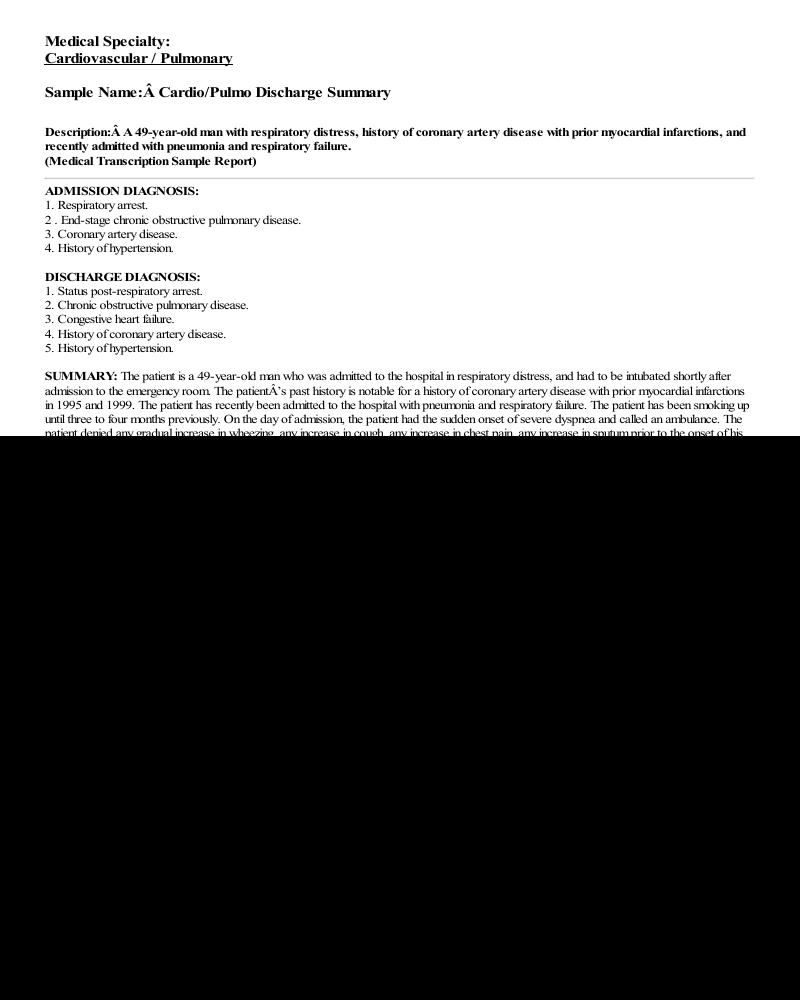 Medical Specialty:
Cardiovascular / Pulmonary
Sample Name:Â Cardio/Pulmo Discharge Summary
Description:Â A 49-year-old man with respiratory distress, history of coronary artery disease with prior myocardial infarctions, and
recently admitted with pneumonia and respiratory failure.
(Medical Transcription Sample Report)
ADMISSION DIAGNOSIS:
1. Respiratory arrest.
2 . End-stage chronic obstructive pulmonary disease.
3. Coronary artery disease.
4. History of hypertension.
DISCHARGE DIAGNOSIS:
1. Status post-respiratory arrest.
2. Chronic obstructive pulmonary disease.
3. Congestive heart failure.
4. History of coronary artery disease.
5. History of hypertension.
SUMMARY: The patient is a 49-year-old man who was admitted to the hospital in respiratory distress, and had to be intubated shortly after
admission to the emergency room. The patientÂ’s past history is notable for a history of coronary artery disease with prior myocardial infarctions
in 1995 and 1999. The patient has recently been admitted to the hospital with pneumonia and respiratory failure. The patient has been smoking up
until three to four months previously. On the day of admission, the patient had the sudden onset of severe dyspnea and called an ambulance. The
patient denied any gradual increase in wheezing, any increase in cough, any increase in chest pain, any increase in sputum prior to the onset of his